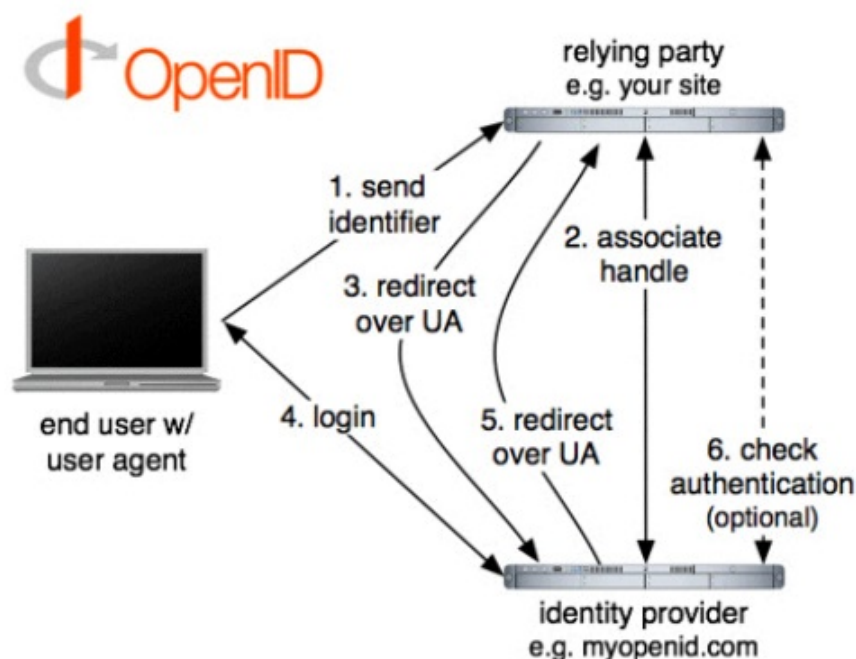 OpenID
relying party
e.g. your site
1. send
identifier
2. associate
handle
3. redirect
over UA
4. login
5. redirect
over UA
6. check
authentication
(optional)
end user w/
user agent
identity provider
e.g. myopenid.com